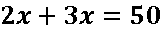 2x + 3x = 50